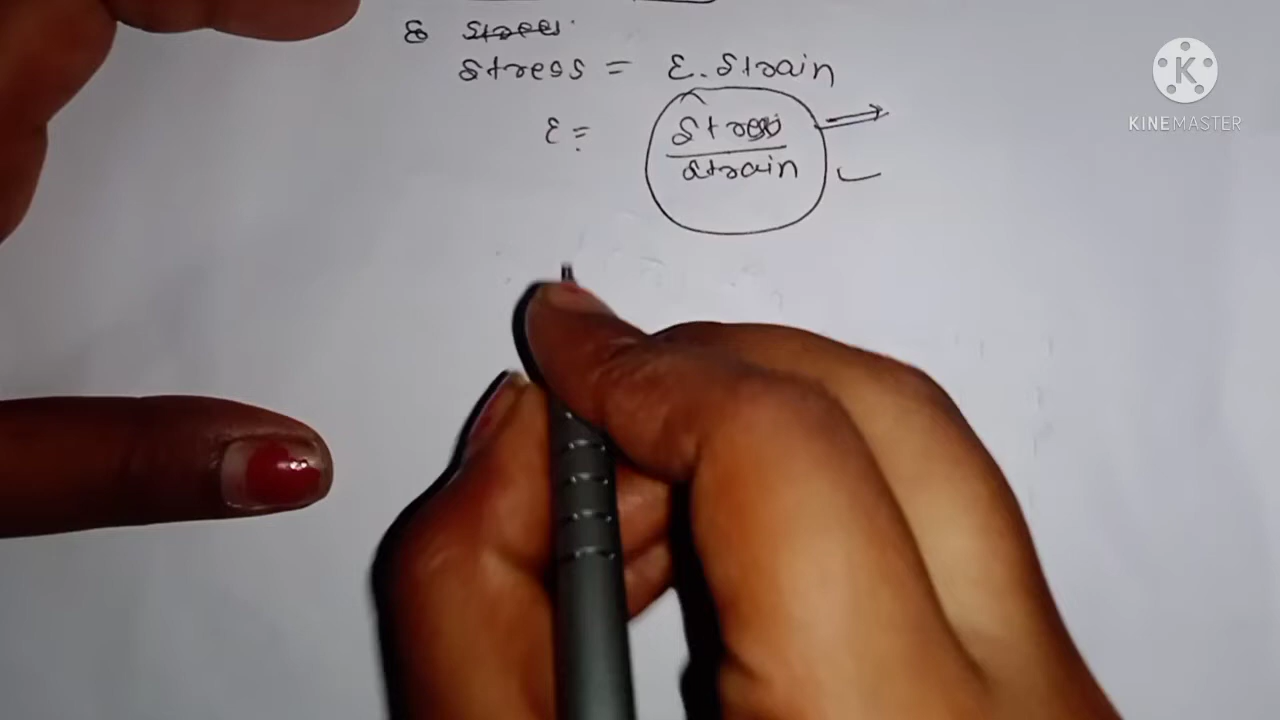 Stress = ε. Strain
ε = Stress
Strain
K
KINEMASTER